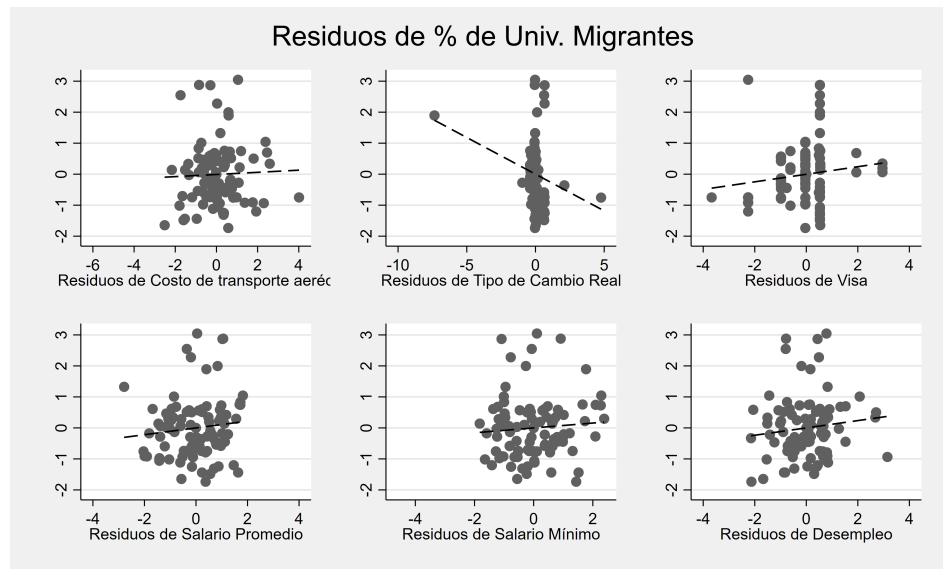 Residuos de % de Univ. Migrantes
3
2
1
0
-1
-2
-6 -4 -2 0 2 4
Residuos de Costo de transporte aeréc
3
2
1
0
-1
-2
-10 -5 0 5
Residuos de Tipo de Cambio Real
3
2
1
0
-1
-2
-4 -2 0 2 4
Residuos de Visa
3
2
1
0
-1
-2
-4 -2 0 2 4
Residuos de Salario Promedio
3
2
1
0
-1
-2
-4 -2 0 2
Residuos de Salario Mínimo
3
2
1
0
-1
-2
-4 -2 0 2 4
Residuos de Desempleo